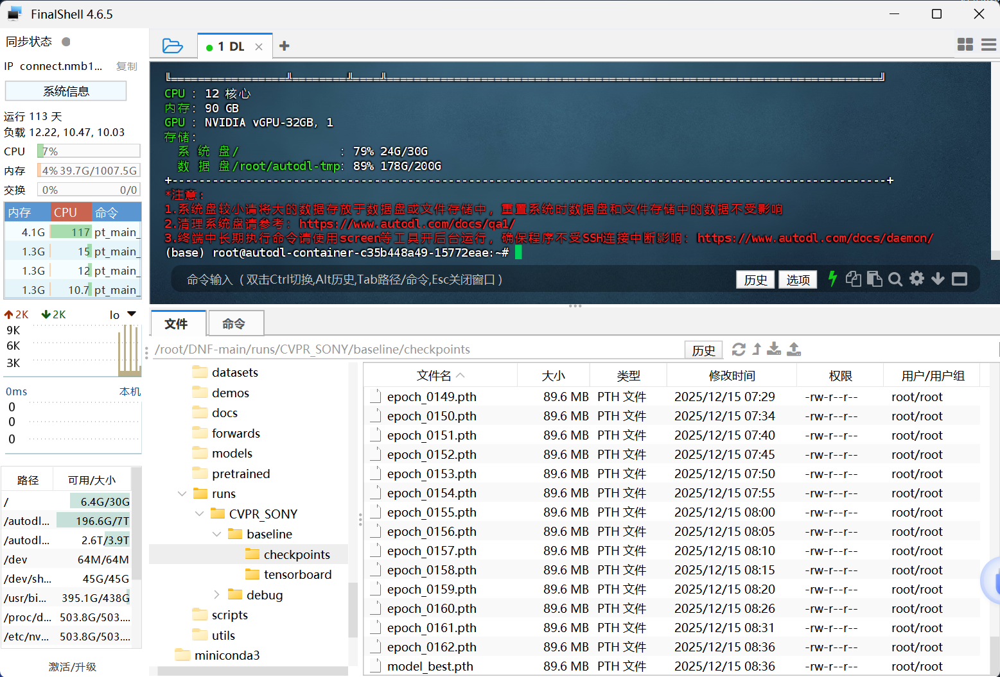 FinalShell 4.6.5
同步状态
IP connect.nmb1... 复制
系统信息
运行 113 天
负载 12.22, 10.47, 10.03
CPU 7%
内存 4% 39.7G/1007.5G
交换 0% 0/0
内存 CPU 命令
4.1G 117 pt_main_
1.3G 15 pt_main_
1.3G 12 pt_main_
1.3G 10.7 pt_main_
2K 2K lo
9K
6K
3K
0ms 本机
0
0
0
路径 可用/大小
/ 6.4G/30G
/autodl... 196.6G/7T
/autodl... 2.6T/3.9T
/dev 64M/64M
/dev/sh... 45G/45G
/usr/bi... 395.1G/438G
/proc/d... 503.8G/503....
/etc/nv... 503.8G/503....
激活/升级
1 DL
CPU : 12 核心
内存: 90 GB
GPU : NVIDIA vGPU-32GB, 1
存储:
系 统 盘/ : 79% 24G/30G
数 据 盘/root/autodl-tmp: 89% 178G/200G
+----------------------------------------------------------------------------------------------------------+
*注意:
1.系统盘较小请将大的数据存放于数据盘或文件存储中, 重置系统时数据盘和文件存储中的数据不受影响
2.清理系统盘请参考: https://www.autodl.com/docs/qa1/
3.终端中长期执行命令请使用screen等工具开后台运行, 确保程序不受SSH连接中断影响: https://www.autodl.com/docs/daemon/
(base) root@autodl-container-c35b448a49-15772eae:~#
命令输入 (双击Ctrl切换,Alt历史,Tab路径/命令,Esc关闭窗口)
历史 选项
文件 命令
/root/DNF-main/runs/CVPR_SONY/baseline/checkpoints
历史
datasets
demos
docs
forwards
models
pretrained
runs
CVPR_SONY
baseline
checkpoints
tensorboard
debug
scripts
utils
miniconda3
文件名 大小 类型 修改时间 权限 用户/用户组
epoch_0149.pth 89.6 MB PTH 文件 2025/12/15 07:29 -rw-r--r-- root/root
epoch_0150.pth 89.6 MB PTH 文件 2025/12/15 07:34 -rw-r--r-- root/root
epoch_0151.pth 89.6 MB PTH 文件 2025/12/15 07:40 -rw-r--r-- root/root
epoch_0152.pth 89.6 MB PTH 文件 2025/12/15 07:45 -rw-r--r-- root/root
epoch_0153.pth 89.6 MB PTH 文件 2025/12/15 07:50 -rw-r--r-- root/root
epoch_0154.pth 89.6 MB PTH 文件 2025/12/15 07:55 -rw-r--r-- root/root
epoch_0155.pth 89.6 MB PTH 文件 2025/12/15 08:00 -rw-r--r-- root/root
epoch_0156.pth 89.6 MB PTH 文件 2025/12/15 08:05 -rw-r--r-- root/root
epoch_0157.pth 89.6 MB PTH 文件 2025/12/15 08:10 -rw-r--r-- root/root
epoch_0158.pth 89.6 MB PTH 文件 2025/12/15 08:15 -rw-r--r-- root/root
epoch_0159.pth 89.6 MB PTH 文件 2025/12/15 08:20 -rw-r--r-- root/root
epoch_0160.pth 89.6 MB PTH 文件 2025/12/15 08:26 -rw-r--r-- root/root
epoch_0161.pth 89.6 MB PTH 文件 2025/12/15 08:31 -rw-r--r-- root/root
epoch_0162.pth 89.6 MB PTH 文件 2025/12/15 08:36 -rw-r--r-- root/root
model_best.pth 89.6 MB PTH 文件 2025/12/15 08:36 -rw-r--r-- root/root